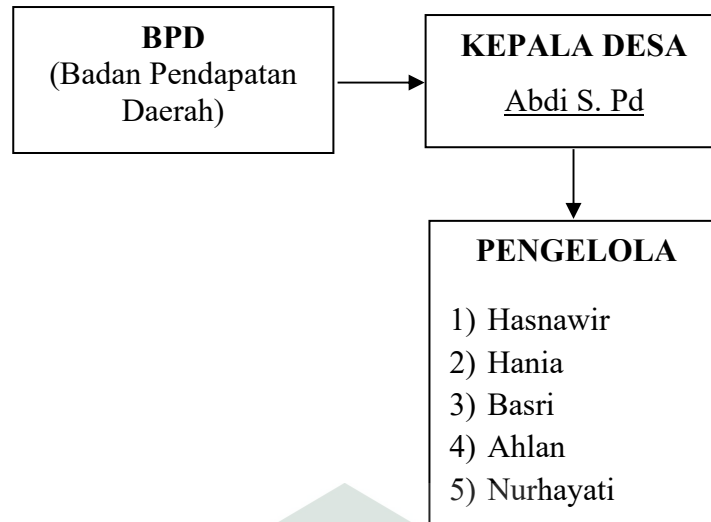 BPD
(Badan Pendapatan
Daerah)
KEPALA DESA
Abdi S. Pd
PENGELOLA
1) Hasnawir
2) Hania
3) Basri
4) Ahlan
5) Nurhayati